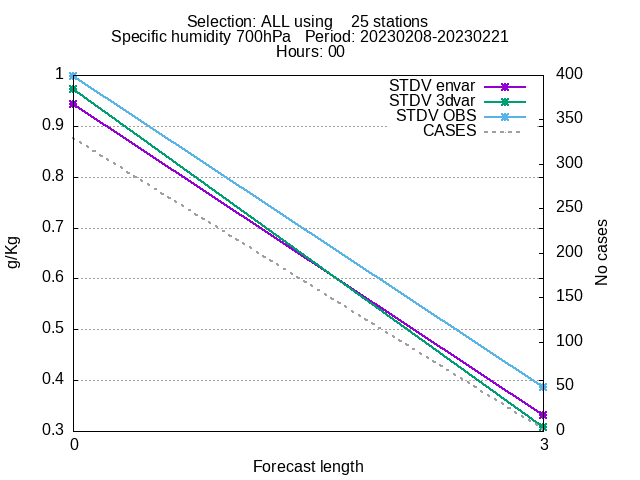 Selection: ALL using    25 stations
Specific humidity 700hPa   Period: 20230208-20230221
Hours: 00
STDV envar
STDV 3dvar
STDV OBS
CASES
1
0.9
0.8
0.7
0.6
0.5
0.4
0.3
400
350
300
250
200
150
100
50
0
g/Kg
No cases
0
3
Forecast length